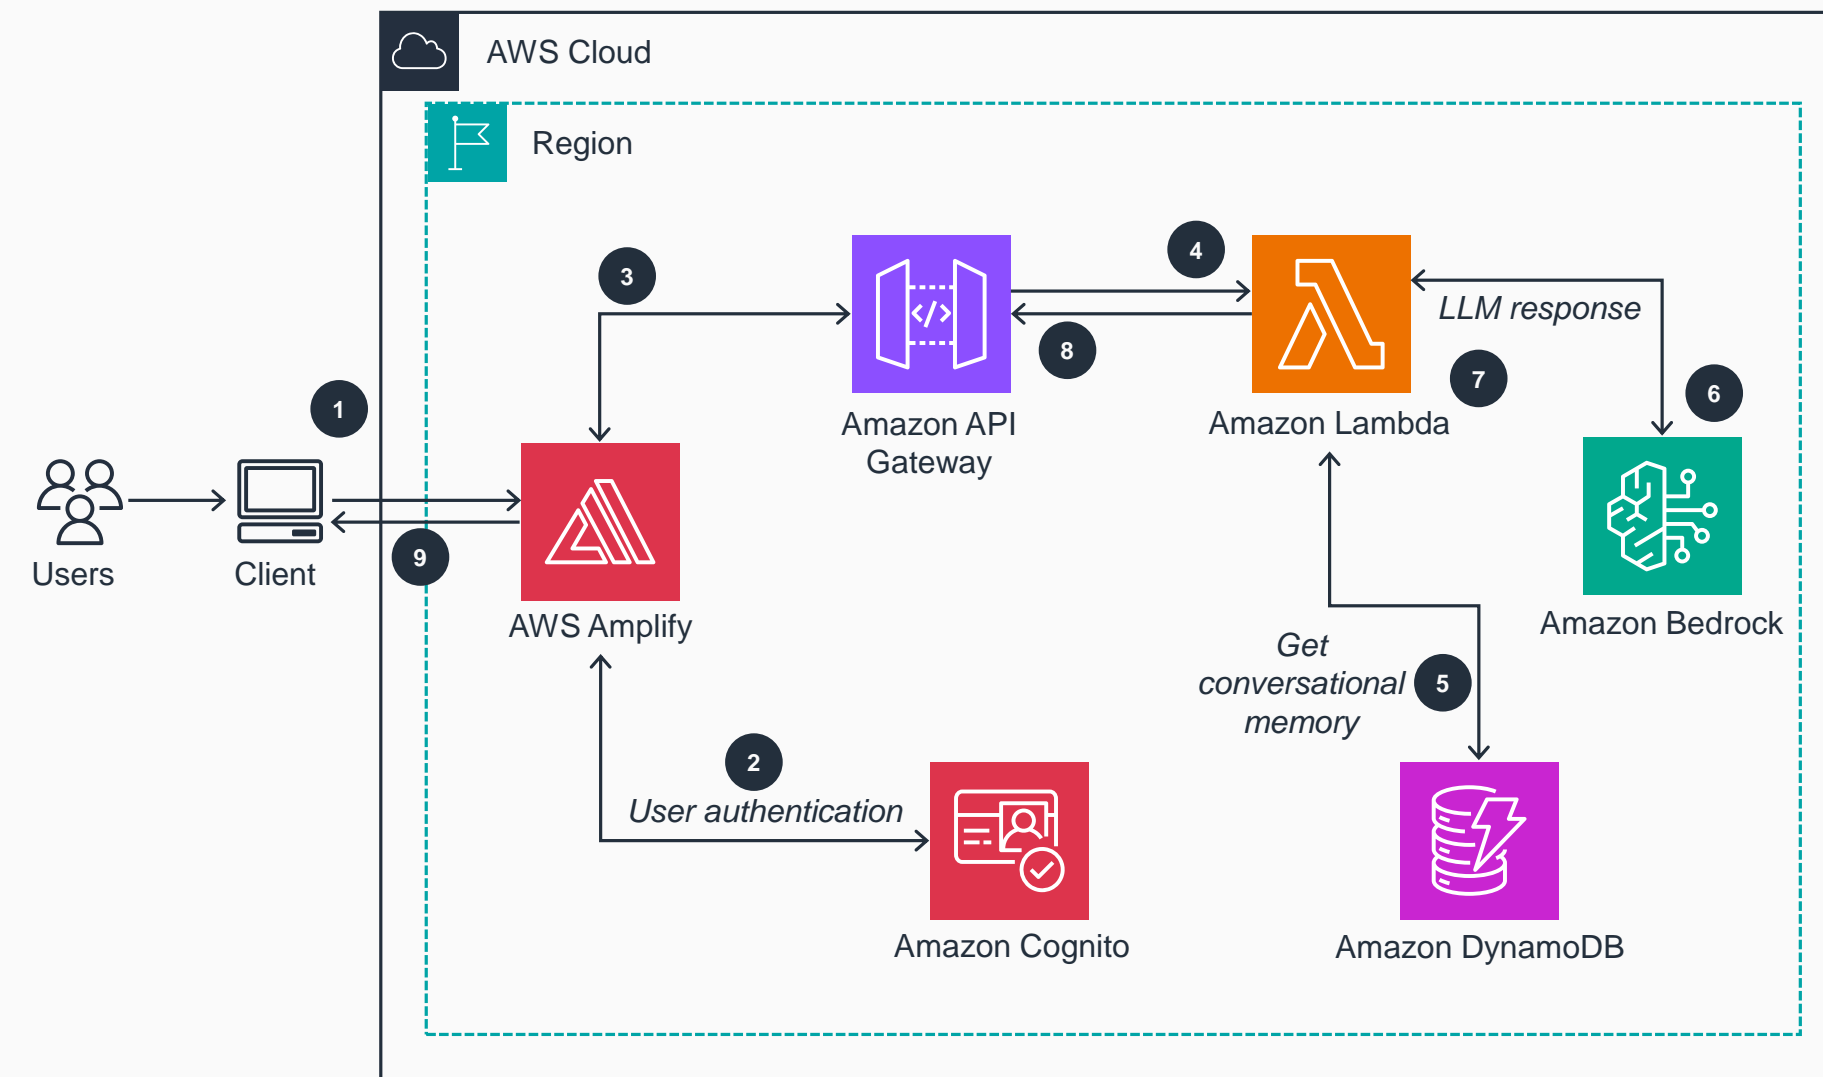 AWS Cloud
Region
3
4
8
LLM response
7
6
1
Amazon API
Gateway
Amazon Lambda
Users
Client
9
AWS Amplify
Amazon Bedrock
Get
conversational
memory
5
2
User authentication
Amazon Cognito
Amazon DynamoDB